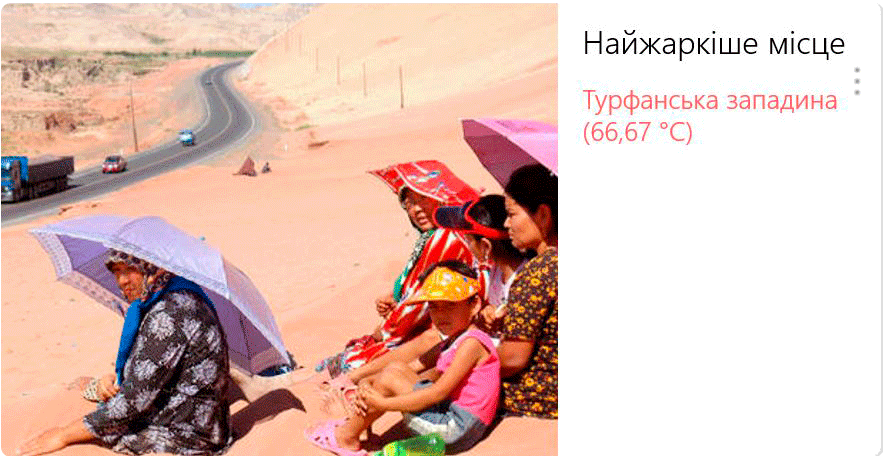 Найжаркіше місце
Турфанська западина
(66,67 °C)